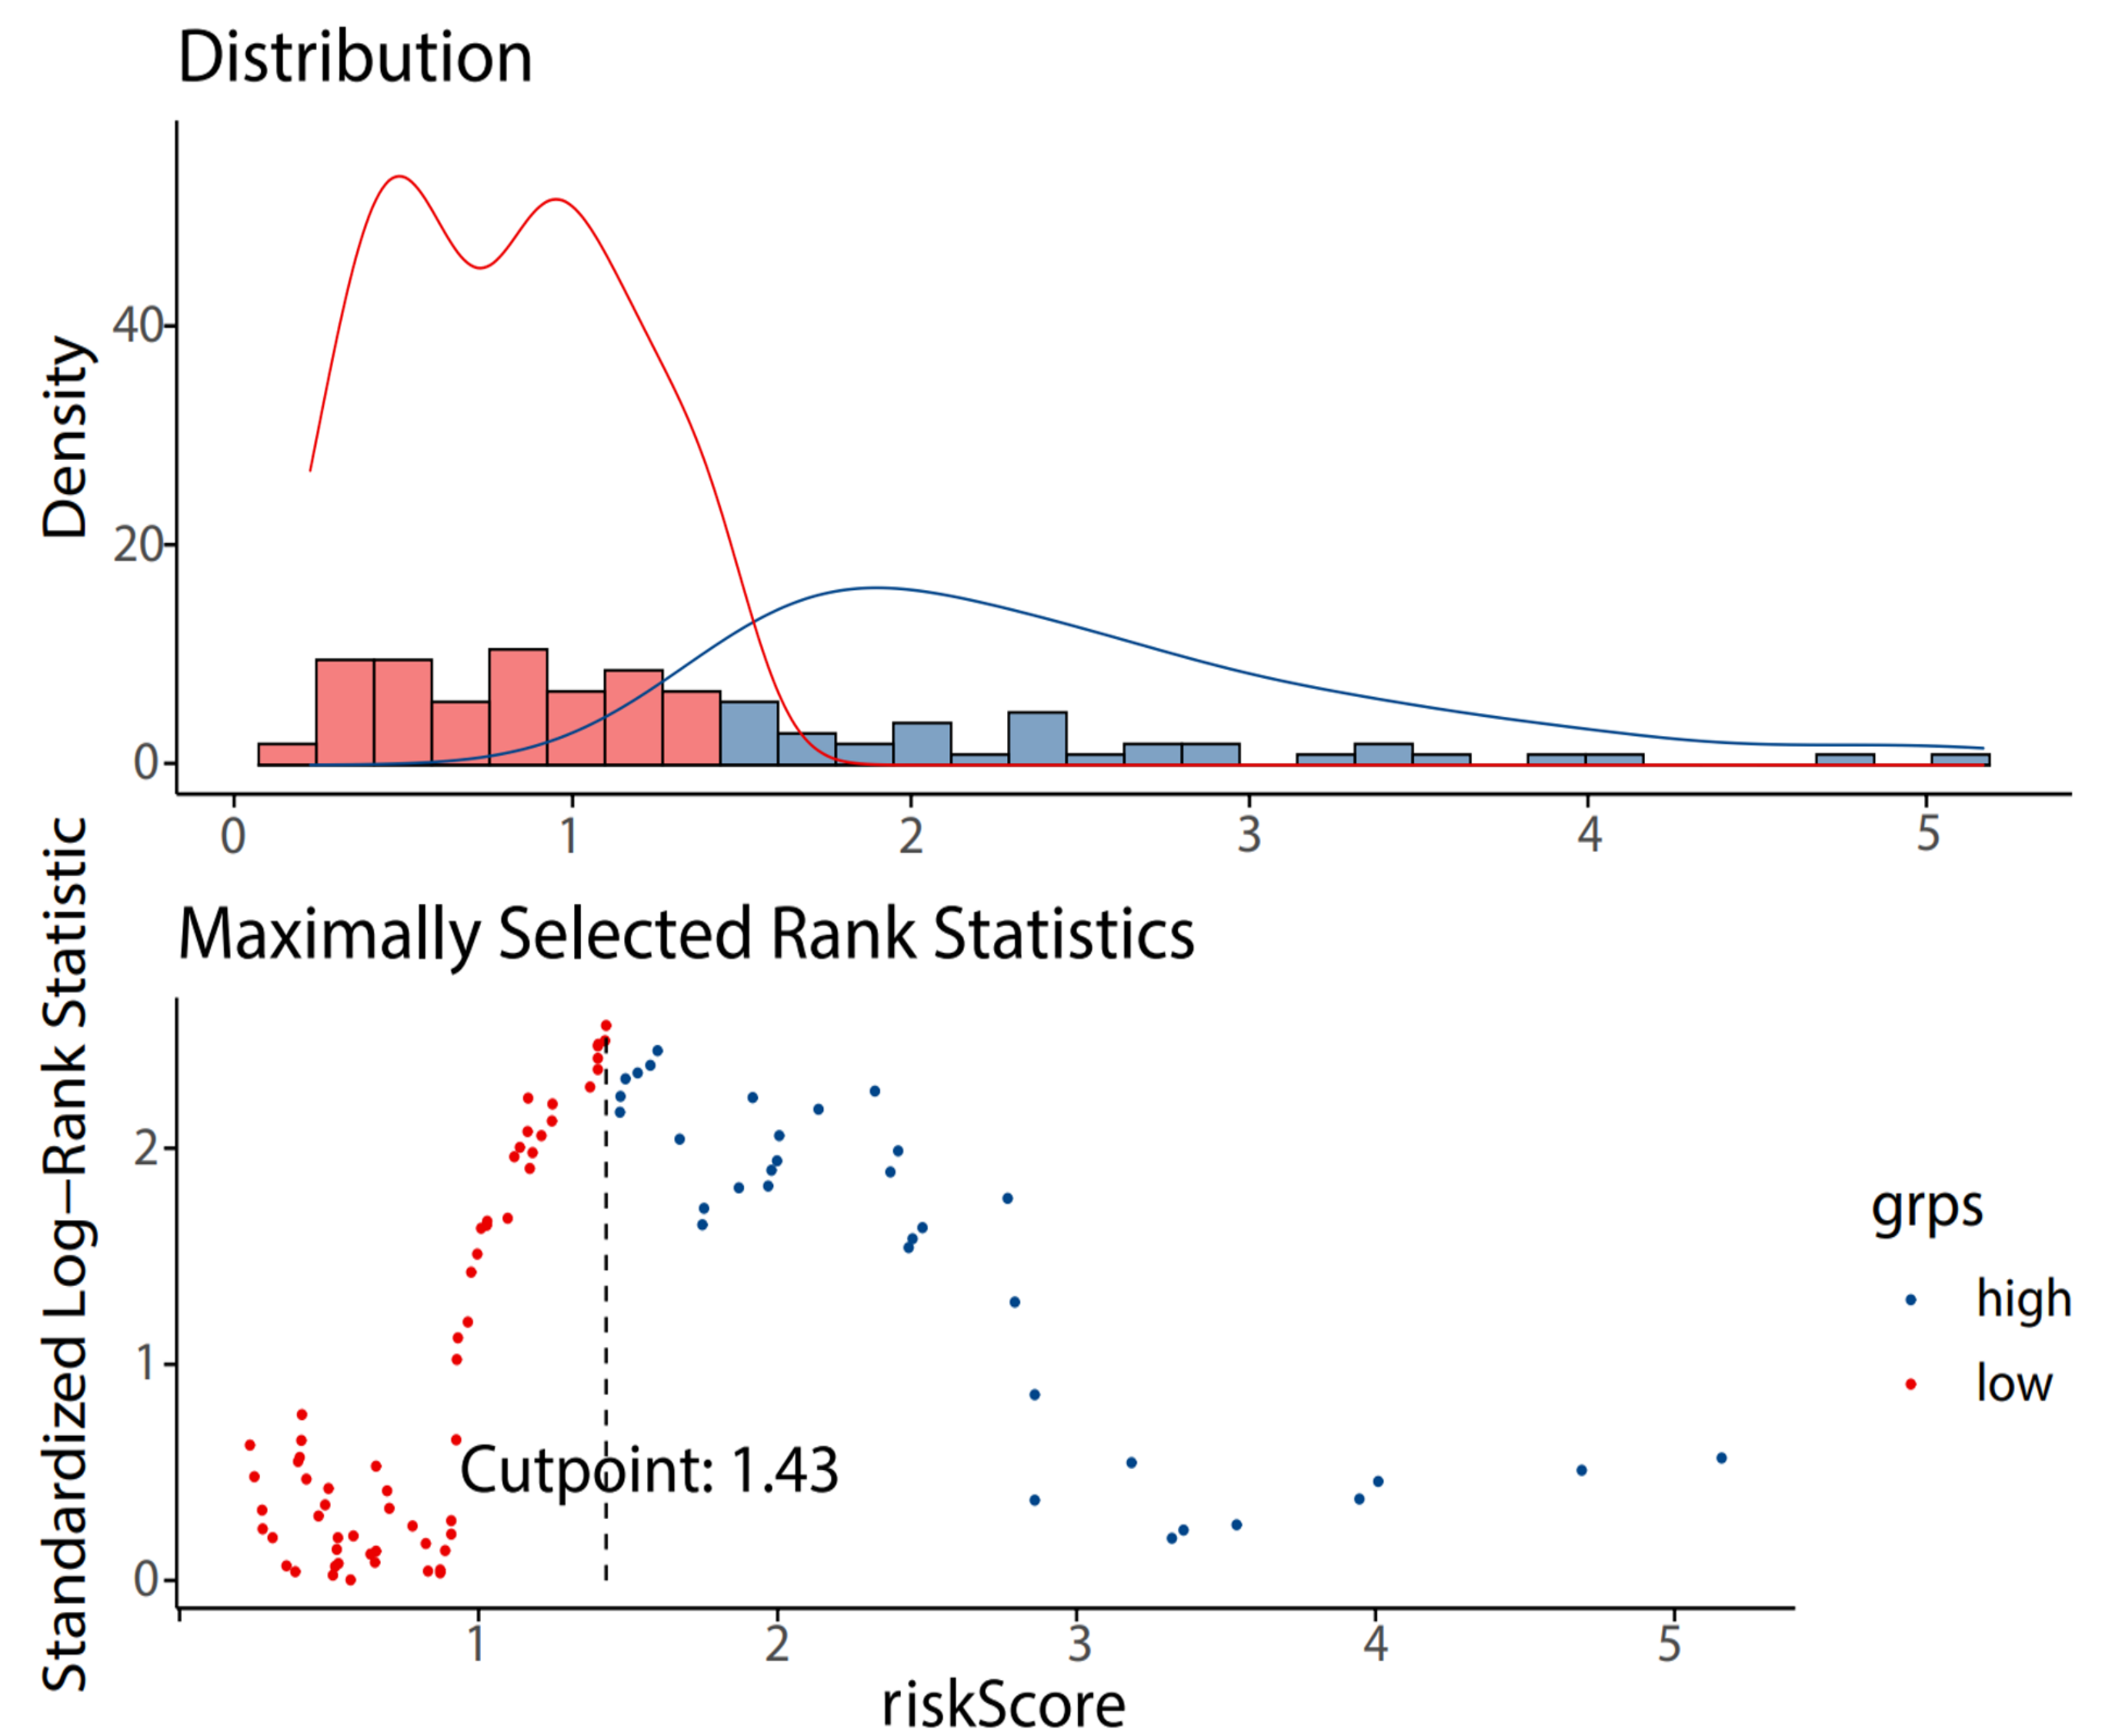 Distribution
Density
40
20
0
0 1 2 3 4 5
Maximally Selected Rank Statistics
Standardized Log–Rank Statistic
2
1
0
Cutpoint: 1.43
1 2 3 4 5
riskScore
grps
high
low